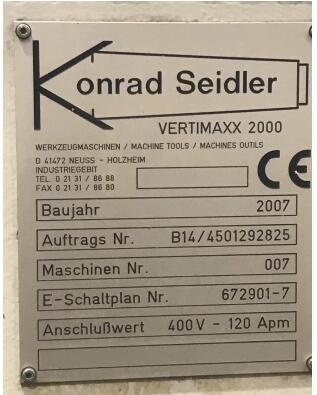 Konrad Seidler
VERTIMAXX 2000
WERKZEUGMASCHINEN / MACHINE TOOLS / MACHINES OUTILS
D 41472 NEUSS - HOLZHEIM
INDUSTRIEGEBIT
TEL. 0 21 31 / 86 88
FAX 0 21 31 / 86 80
CE
Baujahr 2007
Auftrags Nr. B14/4501292825
Maschinen Nr. 007
E-Schaltplan Nr. 672901-7
Anschlußwert 400V - 120 Apm